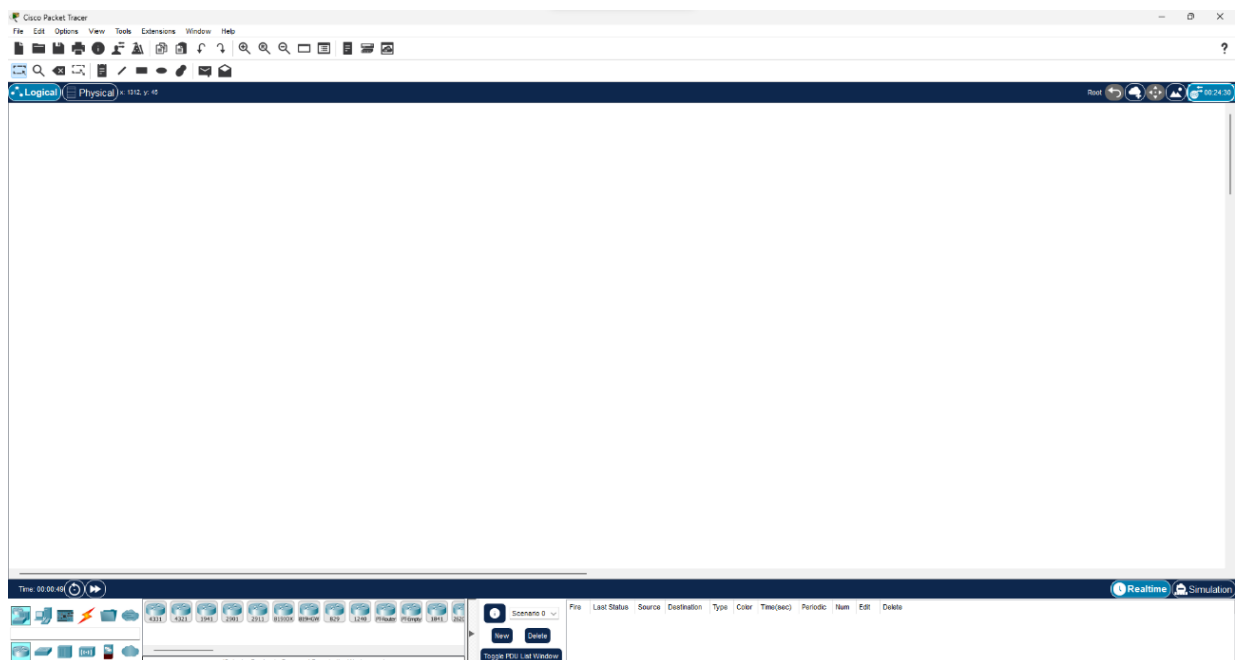 Cisco Packet Tracer
File Edit Options View Tools Extensions Window Help
?
Logical Physical x: 1312, y: 45 Root 00:24:30
Time: 00:00:49 Realtime Simulation
4331 4321 1941 2901 2911 819IOX 819HGW 829 1240 PT-Router PT-Empty 1841
Scenario 0 Fire Last Status Source Destination Type Color Time(sec) Periodic Num Edit Delete
New Delete
Toggle PDU List Window